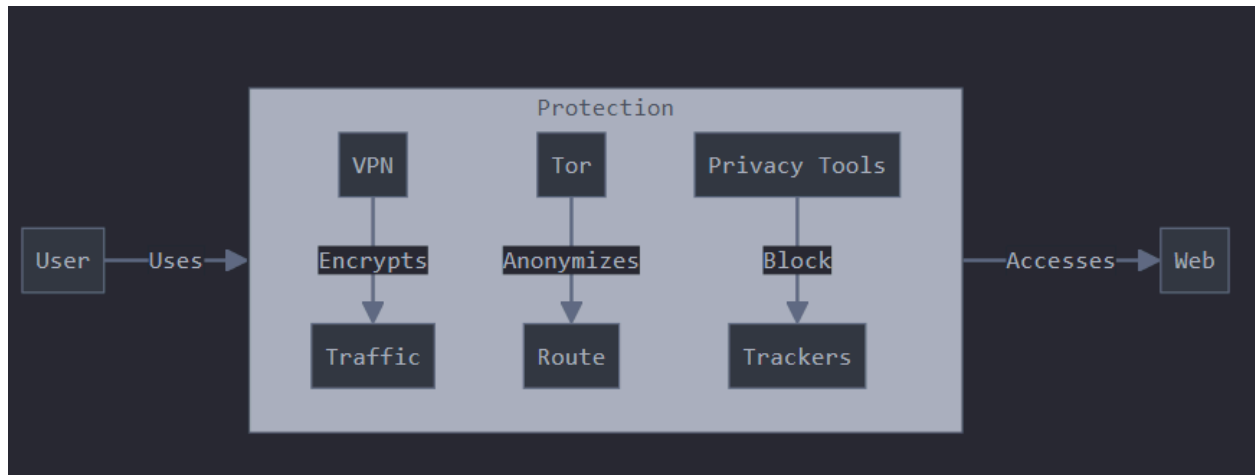 Protection
VPN
Tor
Privacy Tools
User
Uses
Encrypts
Anonymizes
Block
Accesses
Web
Traffic
Route
Trackers